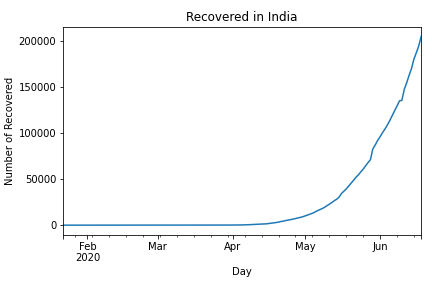 Recovered in India
Number of Recovered
200000
150000
100000
50000
0
Feb
2020
Mar
Apr
May
Jun
Day